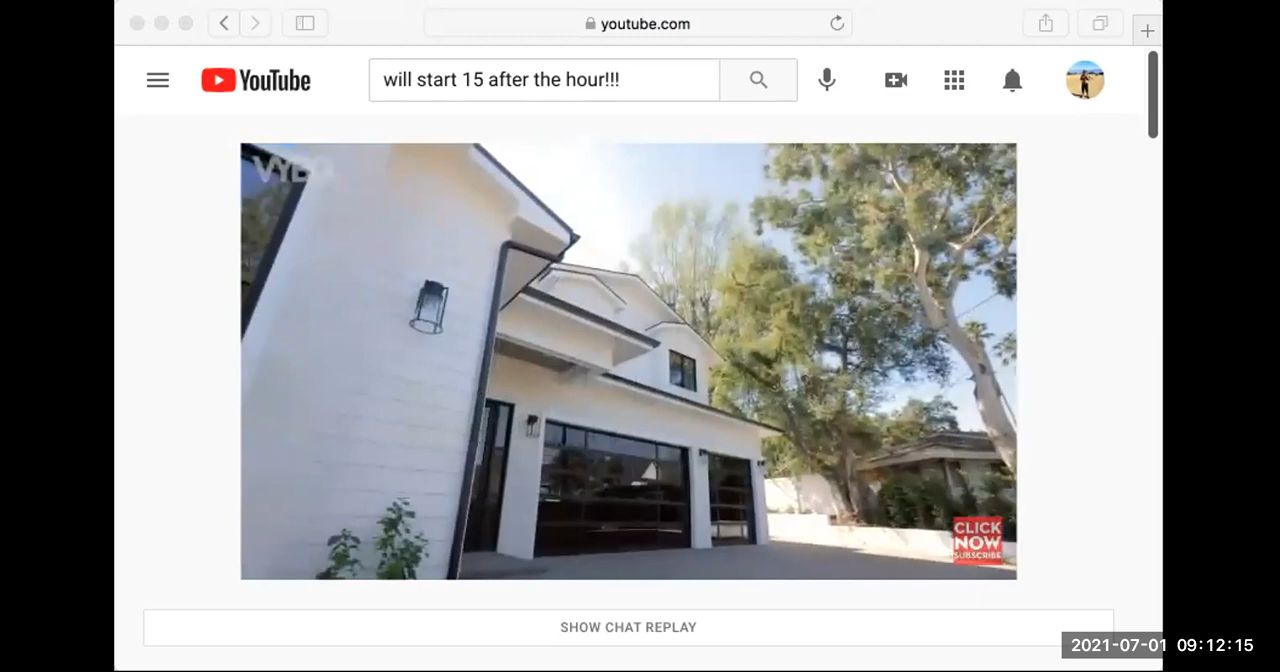 youtube.com
YouTube
will start 15 after the hour!!!
CLICK
NOW
SUBSCRIBE
SHOW CHAT REPLAY
2021-07-01 09:12:15